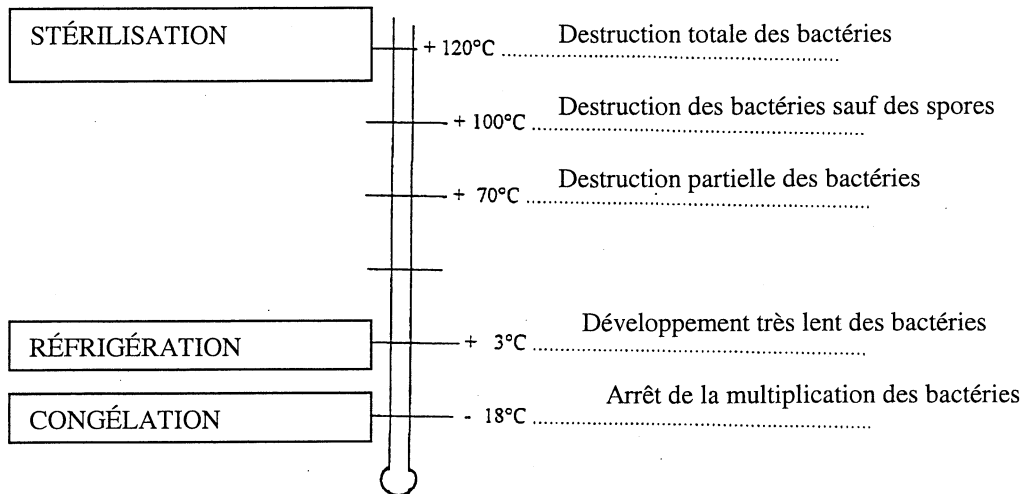 STÉRILISATION
+ 120°C Destruction totale des bactéries
+ 100°C Destruction des bactéries sauf des spores
+ 70°C Destruction partielle des bactéries
RÉFRIGÉRATION
+ 3°C Développement très lent des bactéries
CONGÉLATION
- 18°C Arrêt de la multiplication des bactéries